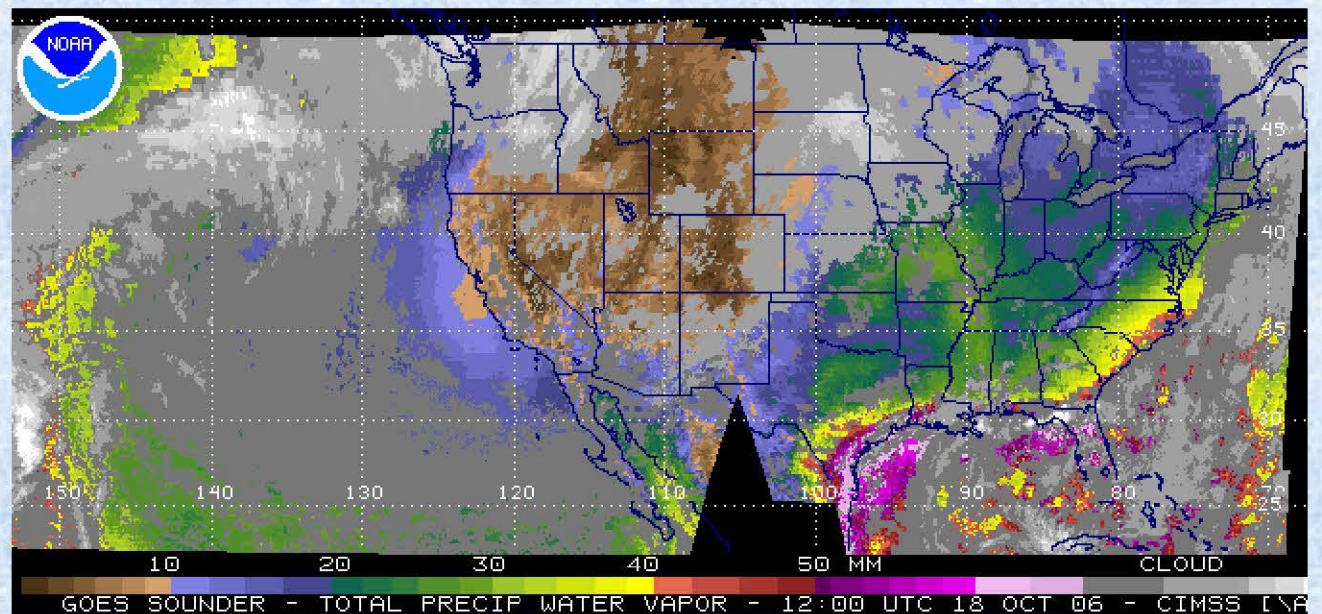 NOAA
45
40
35
30
150 140 130 120 110 100 90 80 70
25
10 20 30 40 50 MM CLOUD
GOES SOUNDER - TOTAL PRECIP WATER VAPOR - 12:00 UTC 18 OCT 06 - CIMSS [\A